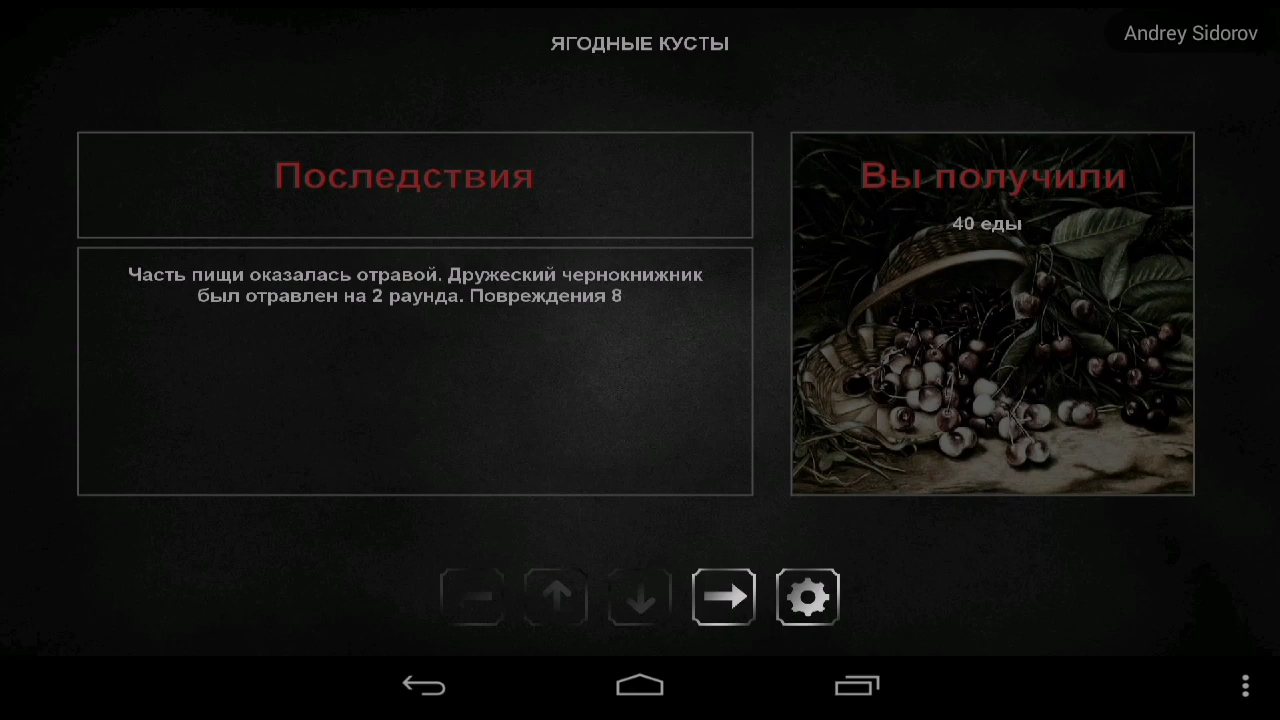 ЯГОДНЫЕ КУСТЫ
Andrey Sidorov
Последствия
Часть пищи оказалась отравой. Дружеский чернокнижник
был отравлен на 2 раунда. Повреждения 8
Вы получили
40 еды